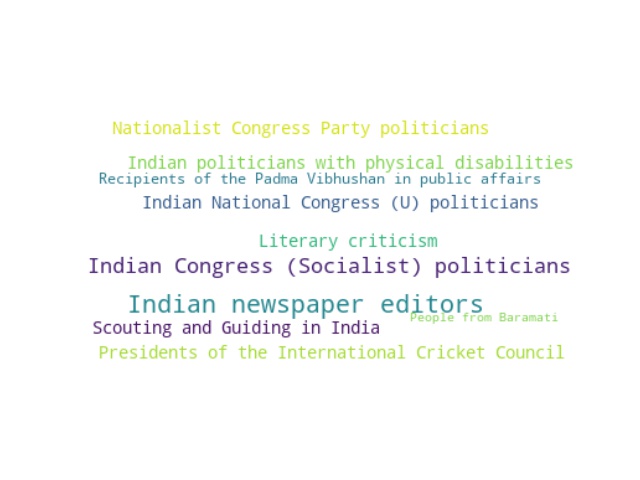 Nationalist Congress Party politicians
Indian politicians with physical disabilities
Recipients of the Padma Vibhushan in public affairs
Indian National Congress (U) politicians
Literary criticism
Indian Congress (Socialist) politicians
Indian newspaper editors
People from Baramati
Scouting and Guiding in India
Presidents of the International Cricket Council